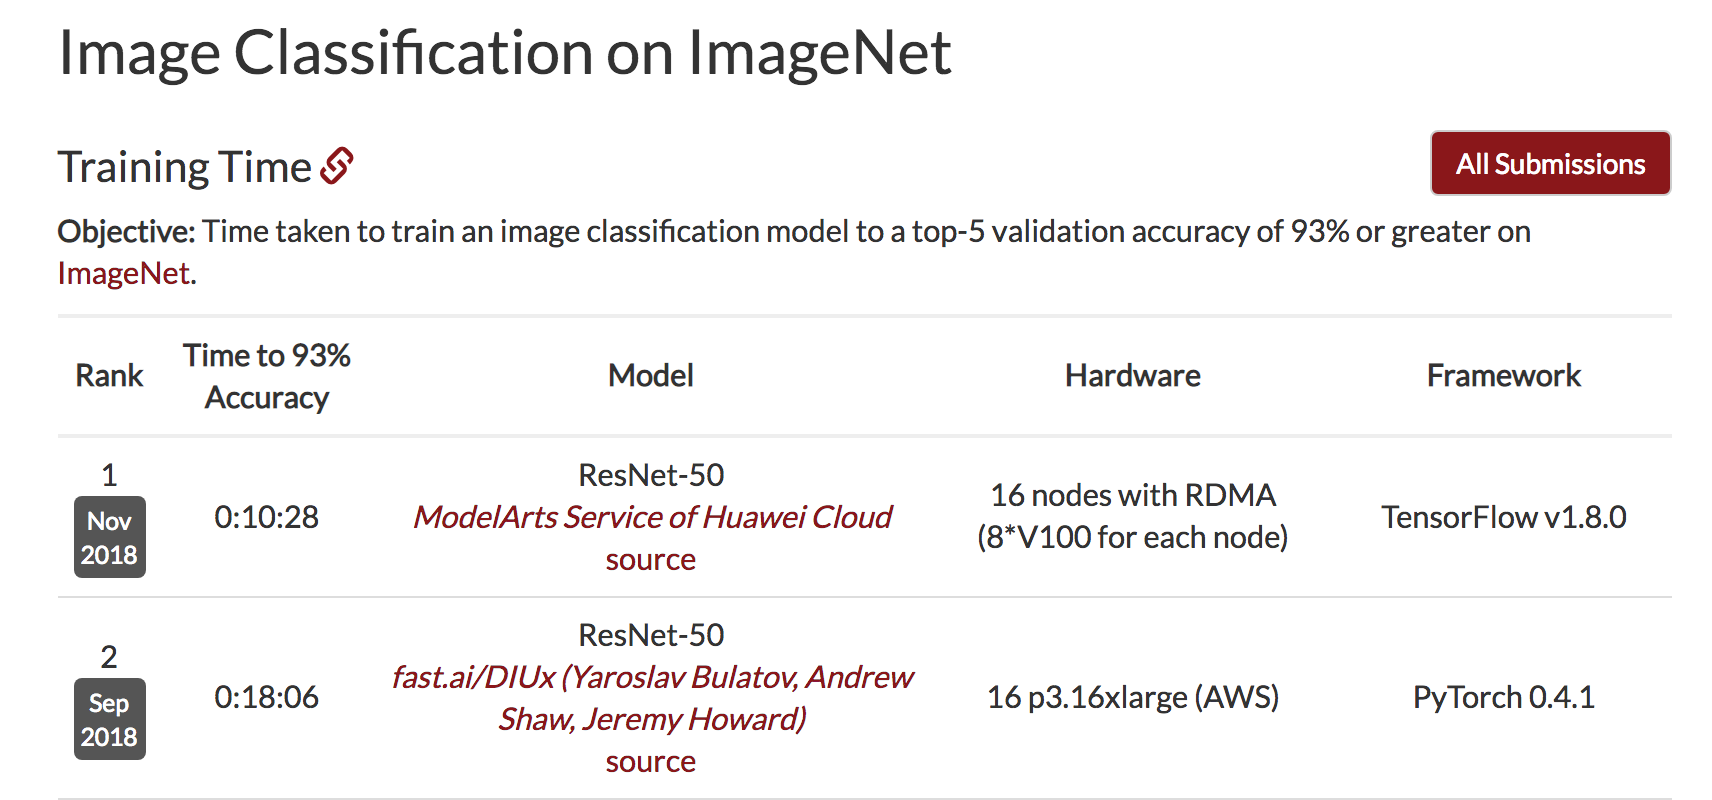 Image Classification on ImageNet
Training Time
All Submissions
Objective: Time taken to train an image classification model to a top-5 validation accuracy of 93% or greater on
ImageNet.
Rank
Time to 93%
Accuracy
Model
Hardware
Framework
1
Nov
2018
0:10:28
ResNet-50
ModelArts Service of Huawei Cloud
source
16 nodes with RDMA
(8*V100 for each node)
TensorFlow v1.8.0
2
Sep
2018
0:18:06
ResNet-50
fast.ai/DIUx (Yaroslav Bulatov, Andrew
Shaw, Jeremy Howard)
source
16 p3.16xlarge (AWS)
PyTorch 0.4.1